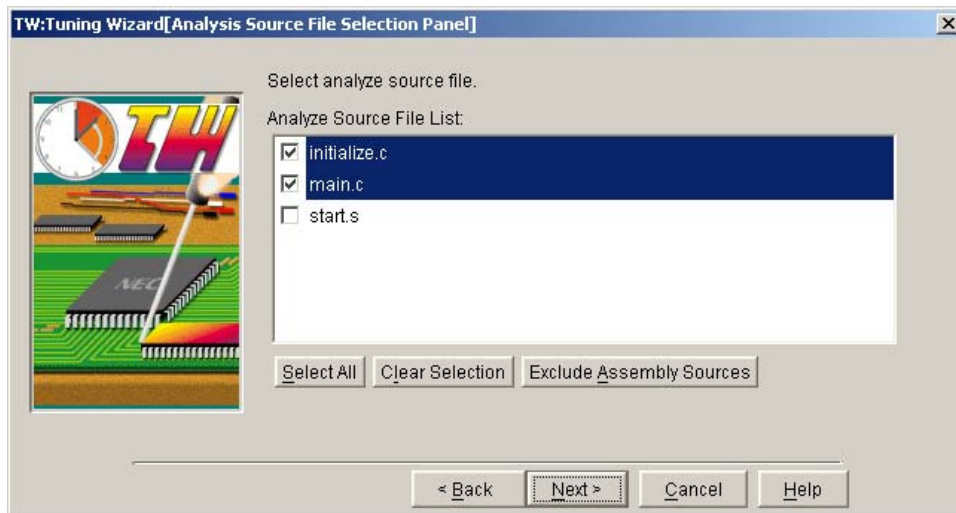 TW:Tuning Wizard[Analysis Source File Selection Panel]
TW
NEC
Select analyze source file.
Analyze Source File List:
initialize.c
main.c
start.s
Select All Clear Selection Exclude Assembly Sources
< Back Next > Cancel Help